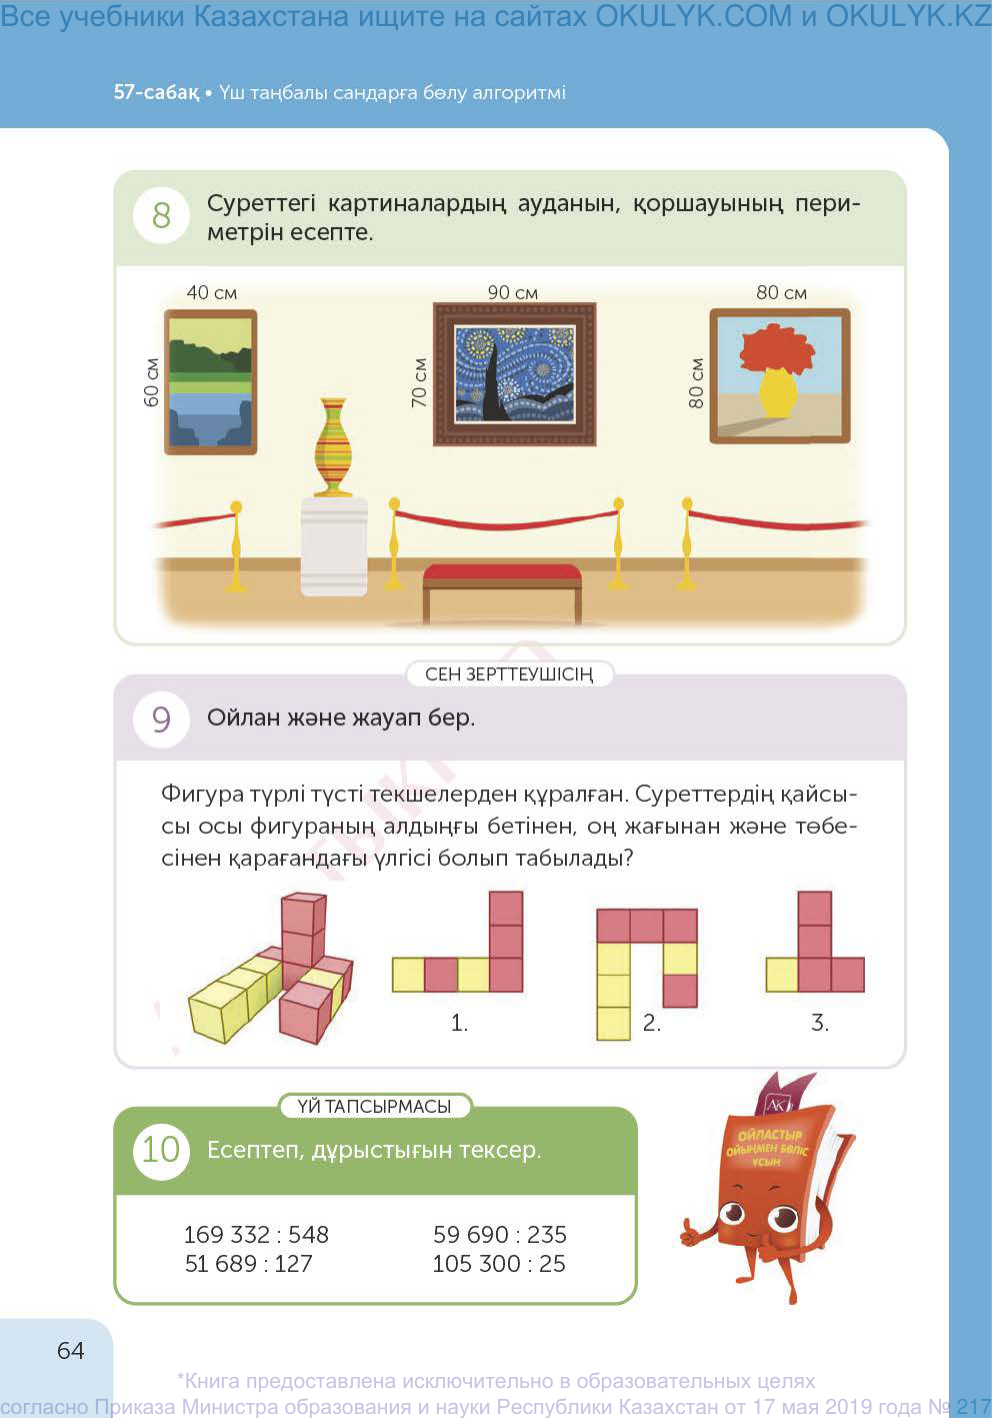 Все учебники Казахстана ищите на сайтах OKULYK.COM и OKULYK.KZ
57-сабақ • Үш таңбалы сандарға бөлу алгоритмі
8
Суреттегі картиналардың ауданын, қоршауының пери-
метрін есепте.
40 см
90 см
80 см
60 см
70 см
80 см
СЕН ЗЕРТТЕУШІСІҢ
9
Ойлан және жауап бер.
Фигура түрлі түсті текшелерден құралған. Суреттердің қайсы-
сы осы фигураның алдыңғы бетінен, оң жағынан және төбе-
сінен қарағандағы үлгісі болып табылады?
1.
2.
3.
ҮЙ ТАПСЫРМАСЫ
10
Есептеп, дұрыстығын тексер.
169 332 : 548
59 690 : 235
51 689 : 127
105 300 : 25
АК
ОЙЛАСТЫР
ОЙЫҢМЕН БӨЛІС
ҰСЫН
64
*Книга предоставлена исключительно в образовательных целях
согласно Приказа Министра образования и науки Республики Казахстан от 17 мая 2019 года № 217